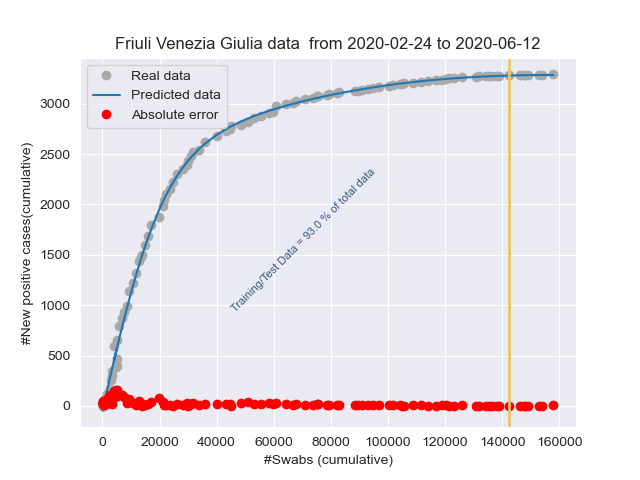 Friuli Venezia Giulia data  from 2020-02-24 to 2020-06-12
Real data
Predicted data
Absolute error
3000
2500
2000
1500
1000
500
0
#New positive cases(cumulative)
Training/Test Data = 93.0 % of total data
0
20000
40000
60000
80000
100000
120000
140000
160000
#Swabs (cumulative)